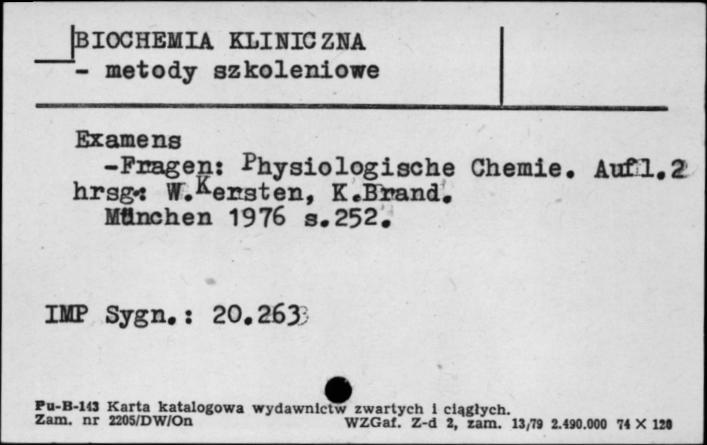 BIOCHEMIA KLINICZNA
- metody szkoleniowe
Examens
-Fragen: Physiologische Chemie. Aufl.2
hrsg: W.Kersten, K.Brand.
München 1976 s.252.
IMP Sygn.: 20.263
Pu-B-143 Karta katalogowa wydawnictw zwartych i ciągłych.
Zam. nr 2205/DW/On WZGaf. Z-d 2, zam. 13/79 2.490.000 74 X 120